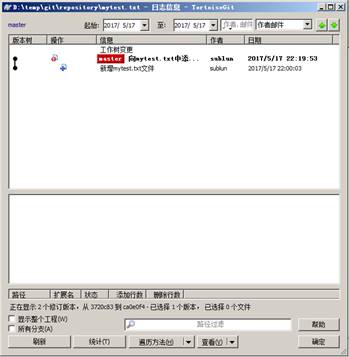 D:\temp\git\repository\mytest.txt - 日志信息 - TortoiseGit
master 起始: 2017/ 5/17 至: 2017/ 5/17 作者, 邮件 作者邮件
版本树 操作 信息 作者 日期
工作树变更
master 向mytest.txt中添... sublun 2017/5/17 22:19:53
新增mytest.txt文件 sublun 2017/5/17 22:00:03
路径 扩展名 状态 添加行数 删除行数
正在显示 2 个修订版本，从 3720c83 到 ca0e0f4 - 已选择 1 个版本， 已选择 0 个文件
显示整个工程(W)
所有分支(A) 路径过滤 帮助
刷新 统计(T) 遍历方法(H) 查看(V) 确定